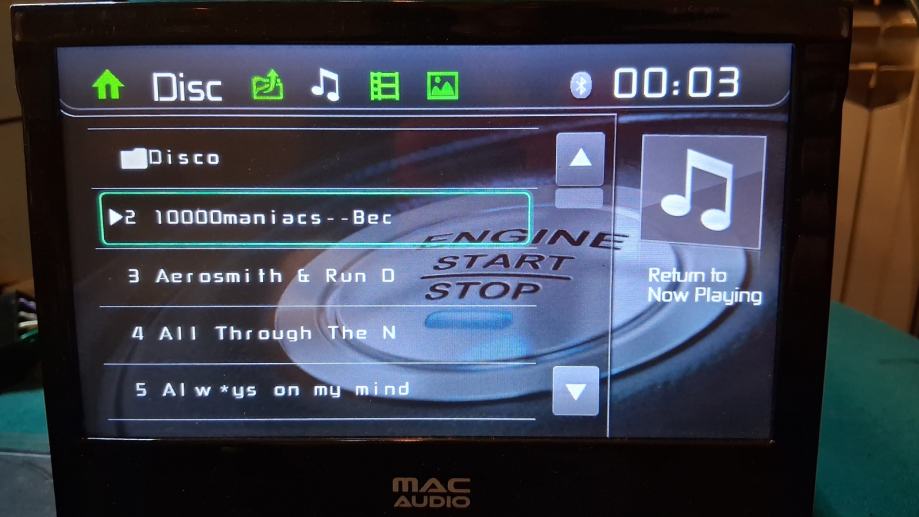 Disc 00:03
Disco
2 10000maniacs--Bec
3 Aerosmith & Run D
4 All Through The N
5 Alw*ys on my mind
ENGINE
START
STOP
Return to
Now Playing
MAC
AUDIO